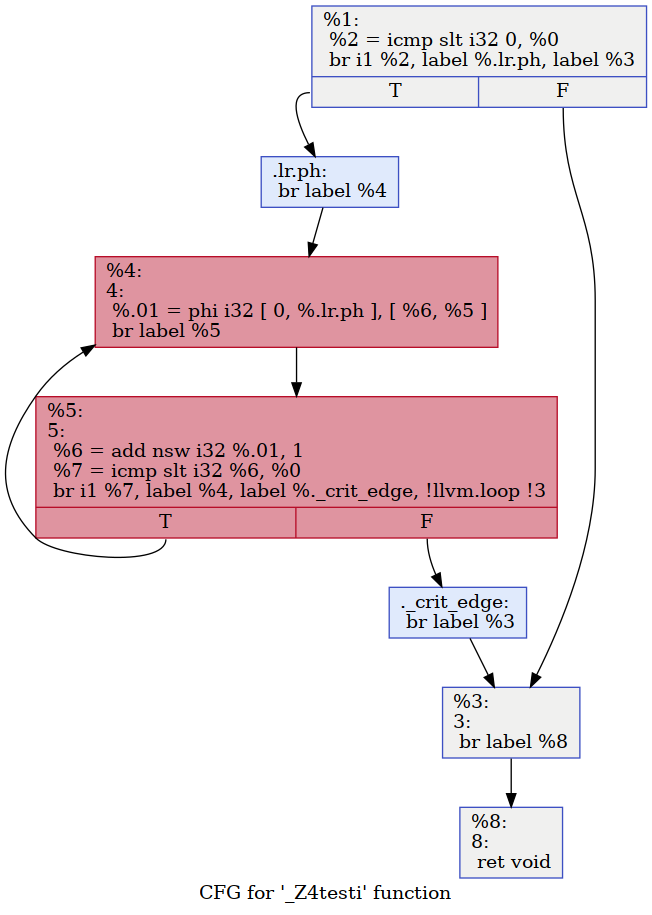 %1:
%2 = icmp slt i32 0, %0
br i1 %2, label %.lr.ph, label %3
T
F
.lr.ph:
br label %4
%4:
4:
%.01 = phi i32 [ 0, %.lr.ph ], [ %6, %5 ]
br label %5
%5:
5:
%6 = add nsw i32 %.01, 1
%7 = icmp slt i32 %6, %0
br i1 %7, label %4, label %._crit_edge, !llvm.loop !3
T
F
._crit_edge:
br label %3
%3:
3:
br label %8
%8:
8:
ret void
CFG for '_Z4testi' function